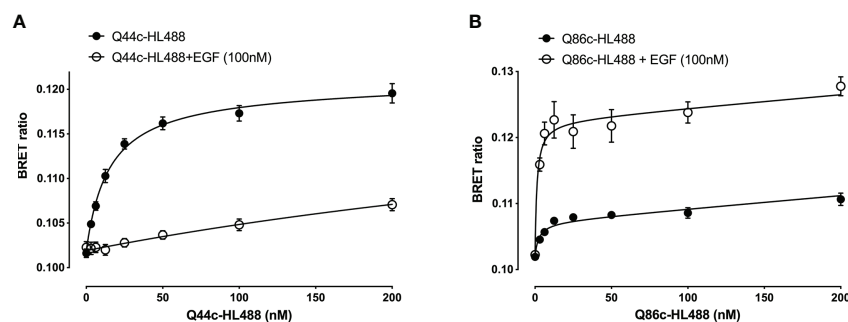 A
Q44c-HL488
Q44c-HL488+EGF (100nM)
BRET ratio
0.120
0.115
0.110
0.105
0.100
0 50 100 150 200
Q44c-HL488 (nM)
B
Q86c-HL488
Q86c-HL488 + EGF (100nM)
BRET ratio
0.13
0.12
0.11
0.10
0 50 100 150 200
Q86c-HL488 (nM)